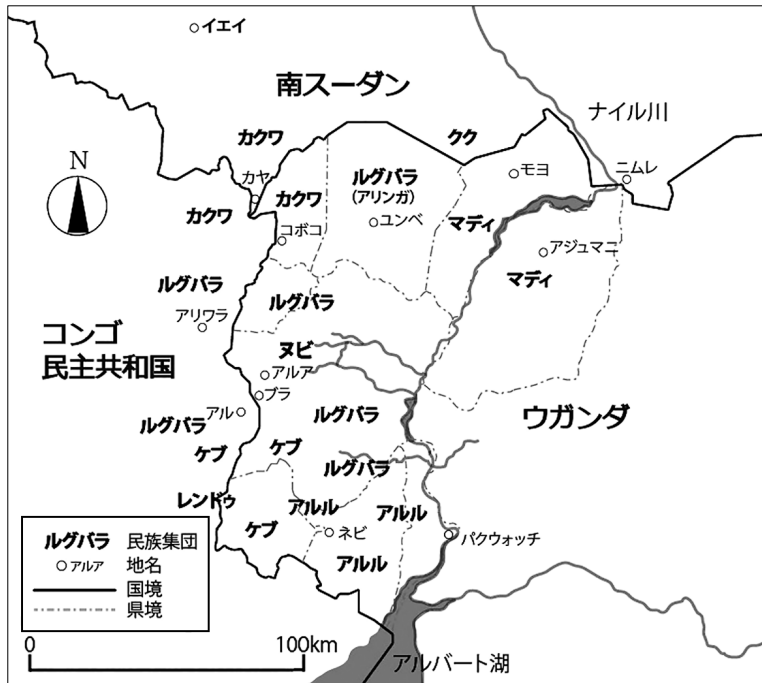 イエイ
南スーダン
ナイル川
カクワ
クク
カヤ
カクワ
ルグバラ
(アリンガ)
ユンベ
モヨ
ニムレ
N
カクワ
コボコ
マディ
アジュマニ
マディ
ルグバラ
ルグバラ
アリワラ
コンゴ
民主共和国
ヌビ
アルア
ブラ
アル
ルグバラ
ルグバラ
ウガンダ
ケブ
ケブ
ルグバラ
レンドゥ
アルル
アルル
ケブ
ネビ
パクウォッチ
アルル
ルグバラ 民族集団
アルア 地名
国境
県境
0 100km
アルバート湖